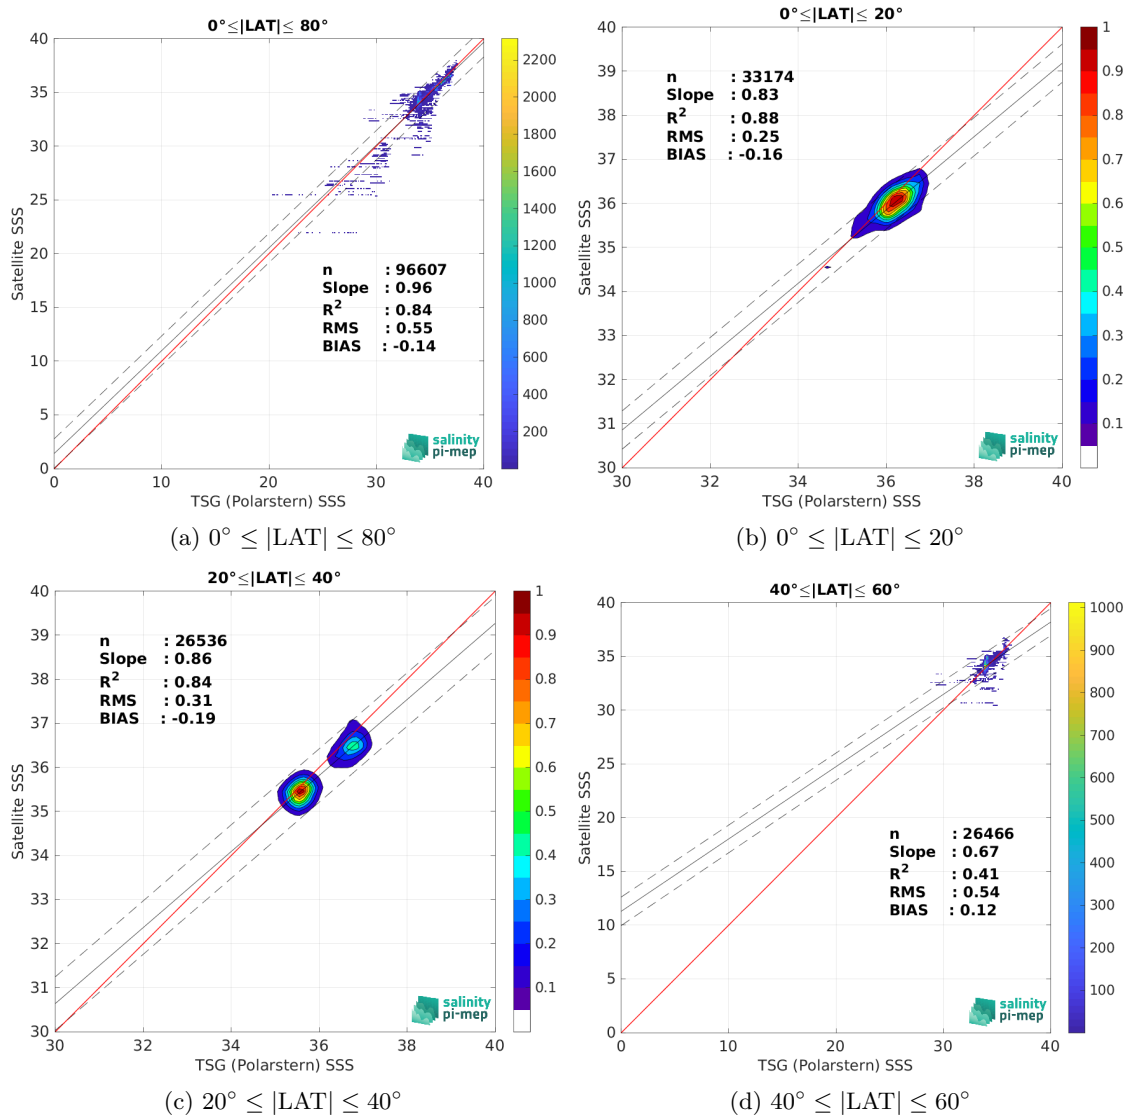 0°≤|LAT|≤ 80°
40
35
30
25
20
15
10
5
0
Satellite SSS
n : 96607
Slope : 0.96
R² : 0.84
RMS : 0.55
BIAS : -0.14
salinity
pi-mep
0 10 20 30 40
TSG (Polarstern) SSS
2200
2000
1800
1600
1400
1200
1000
800
600
400
200
(a) 0° ≤ |LAT| ≤ 80°
0°≤|LAT|≤ 20°
40
39
38
37
36
35
34
33
32
31
30
Satellite SSS
n : 33174
Slope : 0.83
R² : 0.88
RMS : 0.25
BIAS : -0.16
salinity
pi-mep
30 32 34 36 38 40
TSG (Polarstern) SSS
1
0.9
0.8
0.7
0.6
0.5
0.4
0.3
0.2
0.1
(b) 0° ≤ |LAT| ≤ 20°
20°≤|LAT|≤ 40°
40
39
38
37
36
35
34
33
32
31
30
Satellite SSS
n : 26536
Slope : 0.86
R² : 0.84
RMS : 0.31
BIAS : -0.19
salinity
pi-mep
30 32 34 36 38 40
TSG (Polarstern) SSS
1
0.9
0.8
0.7
0.6
0.5
0.4
0.3
0.2
0.1
(c) 20° ≤ |LAT| ≤ 40°
40°≤|LAT|≤ 60°
40
35
30
25
20
15
10
5
0
Satellite SSS
n : 26466
Slope : 0.67
R² : 0.41
RMS : 0.54
BIAS : 0.12
salinity
pi-mep
0 10 20 30 40
TSG (Polarstern) SSS
1000
900
800
700
600
500
400
300
200
100
(d) 40° ≤ |LAT| ≤ 60°